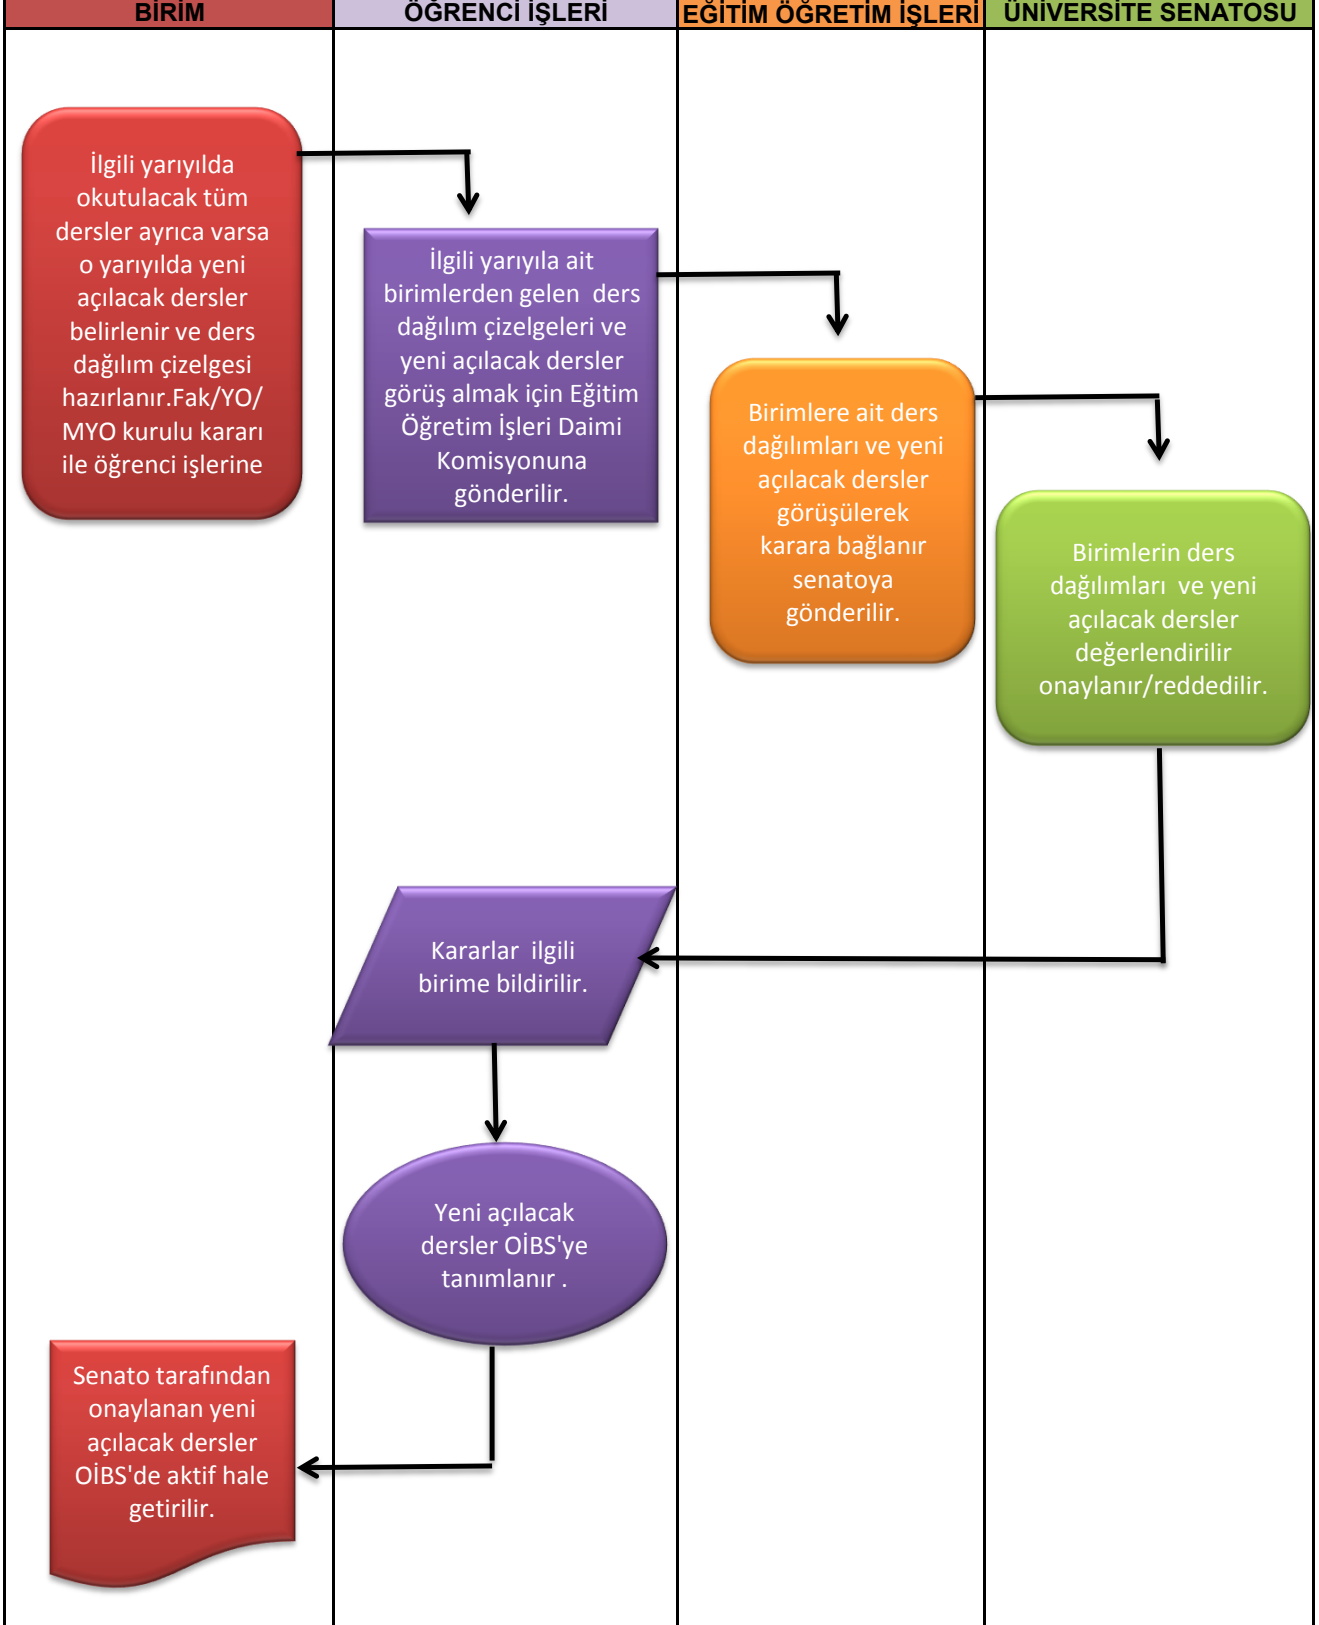 BİRİM
ÖĞRENCİ İŞLERİ
EĞİTİM ÖĞRETİM İŞLERİ
ÜNİVERSİTE SENATOSU
İlgili yarıyılda
okutulacak tüm
dersler ayrıca varsa
o yarıyılda yeni
açılacak dersler
belirlenir ve ders
dağılım çizelgesi
hazırlanır.Fak/YO/
MYO kurulu kararı
ile öğrenci işlerine
İlgili yarıyıla ait
birimlerden gelen ders
dağılım çizelgeleri ve
yeni açılacak dersler
görüş almak için Eğitim
Öğretim İşleri Daimi
Komisyonuna
gönderilir.
Birimlere ait ders
dağılımları ve yeni
açılacak dersler
görüşülerek
karara bağlanır
senatoya
gönderilir.
Birimlerin ders
dağılımları ve yeni
açılacak dersler
değerlendirilir
onaylanır/reddedilir.
Kararlar ilgili
birime bildirilir.
Yeni açılacak
dersler OİBS'ye
tanımlanır .
Senato tarafından
onaylanan yeni
açılacak dersler
OİBS'de aktif hale
getirilir.